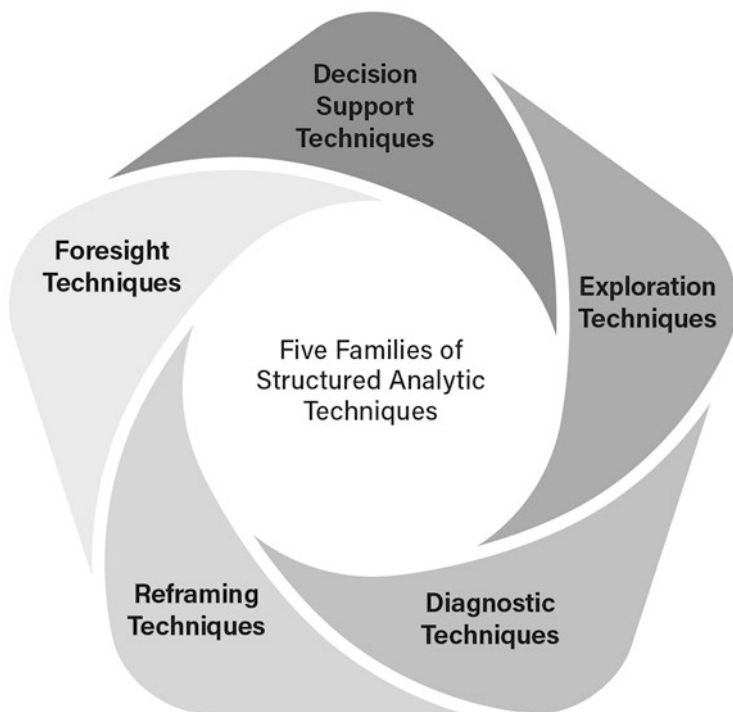 Decision
Support
Techniques
Foresight
Techniques
Exploration
Techniques
Five Families of
Structured Analytic
Techniques
Reframing
Techniques
Diagnostic
Techniques